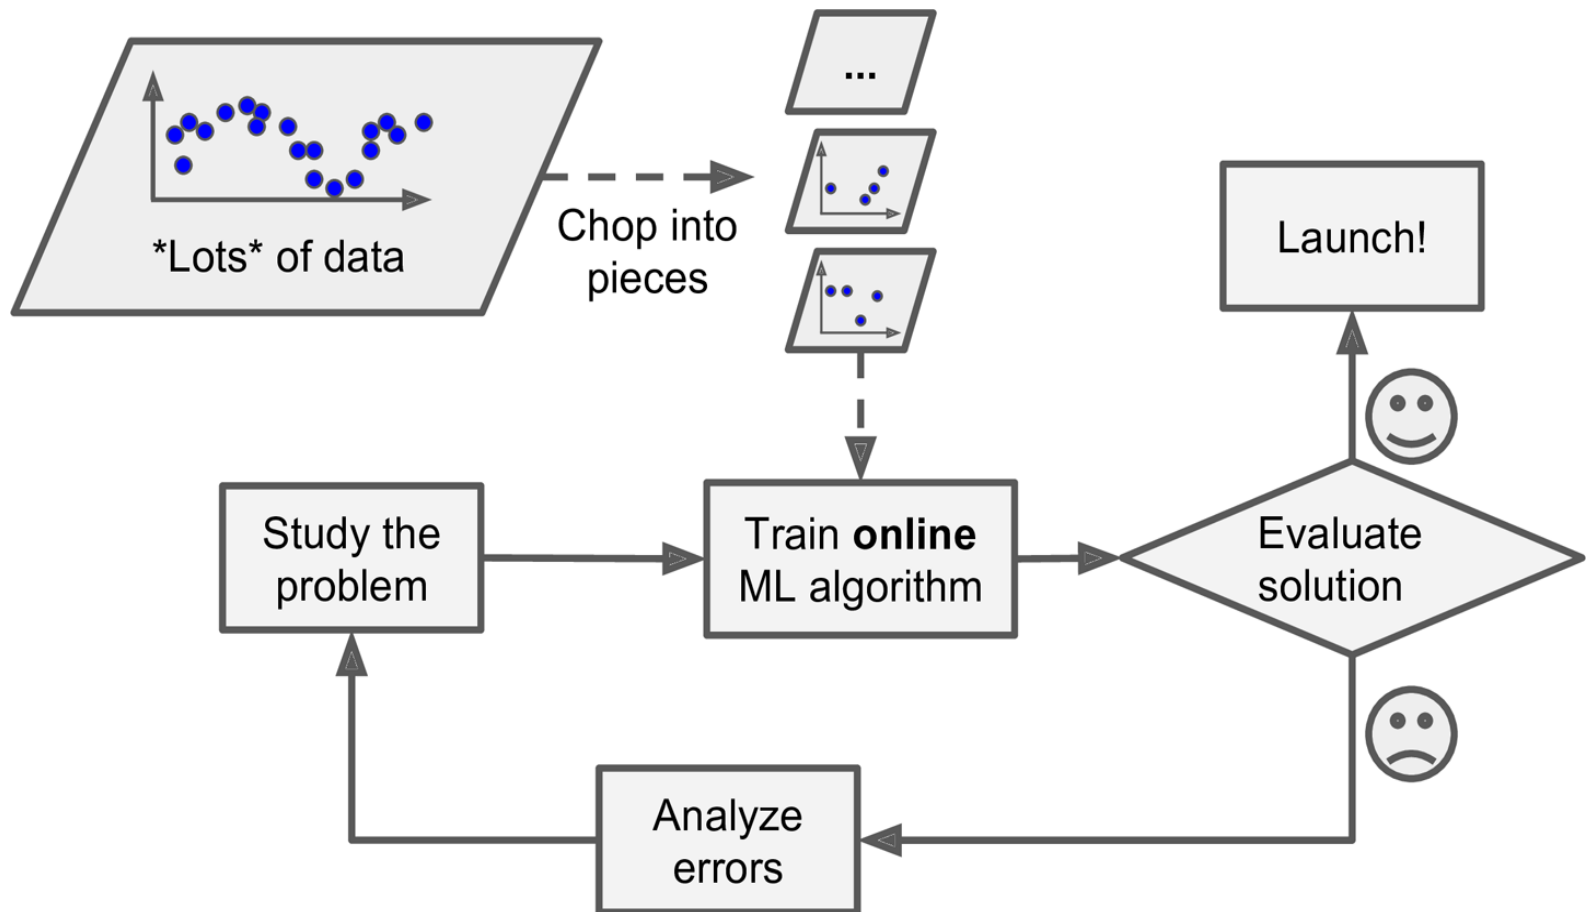 ...
*Lots* of data
Chop into
pieces
Launch!
Study the
problem
Train online
ML algorithm
Evaluate
solution
Analyze
errors